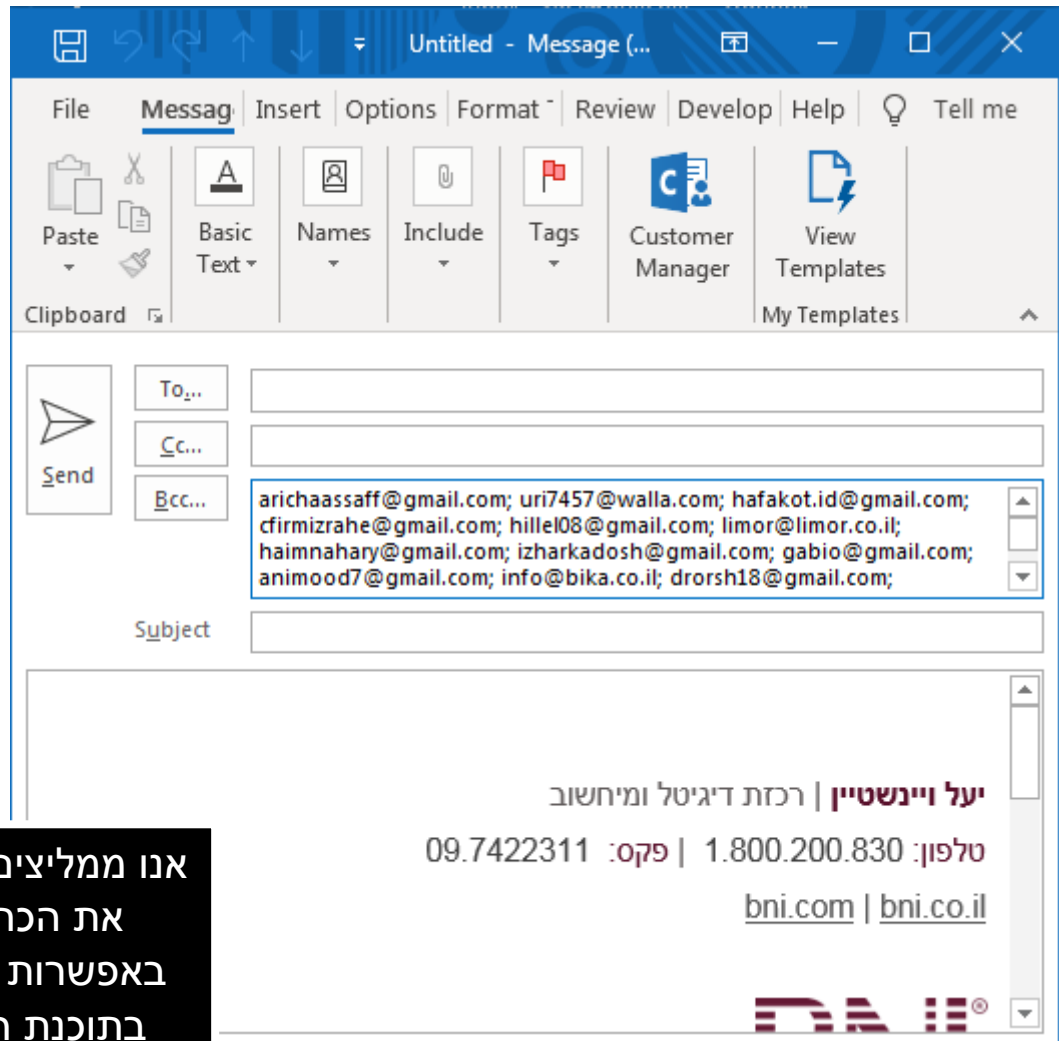 Untitled - Message (...
File Messag Insert Options Format Review Develop Help Tell me
Paste
Basic Text
Names
Include
Tags
Customer Manager
View Templates
Clipboard
My Templates
Send
To...
Cc...
Bcc...
arichaassaff@gmail.com; uri7457@walla.com; hafakot.id@gmail.com;
cfirmizrahe@gmail.com; hillel08@gmail.com; limor@limor.co.il;
haimnahary@gmail.com; izharkadosh@gmail.com; gabio@gmail.com;
animood7@gmail.com; info@bika.co.il; drorsh18@gmail.com;
Subject
יעל ויינשטיין | רכזת דיגיטל ומיחשוב
טלפון: 1.800.200.830 | פקס: 09.7422311
bni.com | bni.co.il
אנו ממליצים
את
באפשרות
בתוכנת